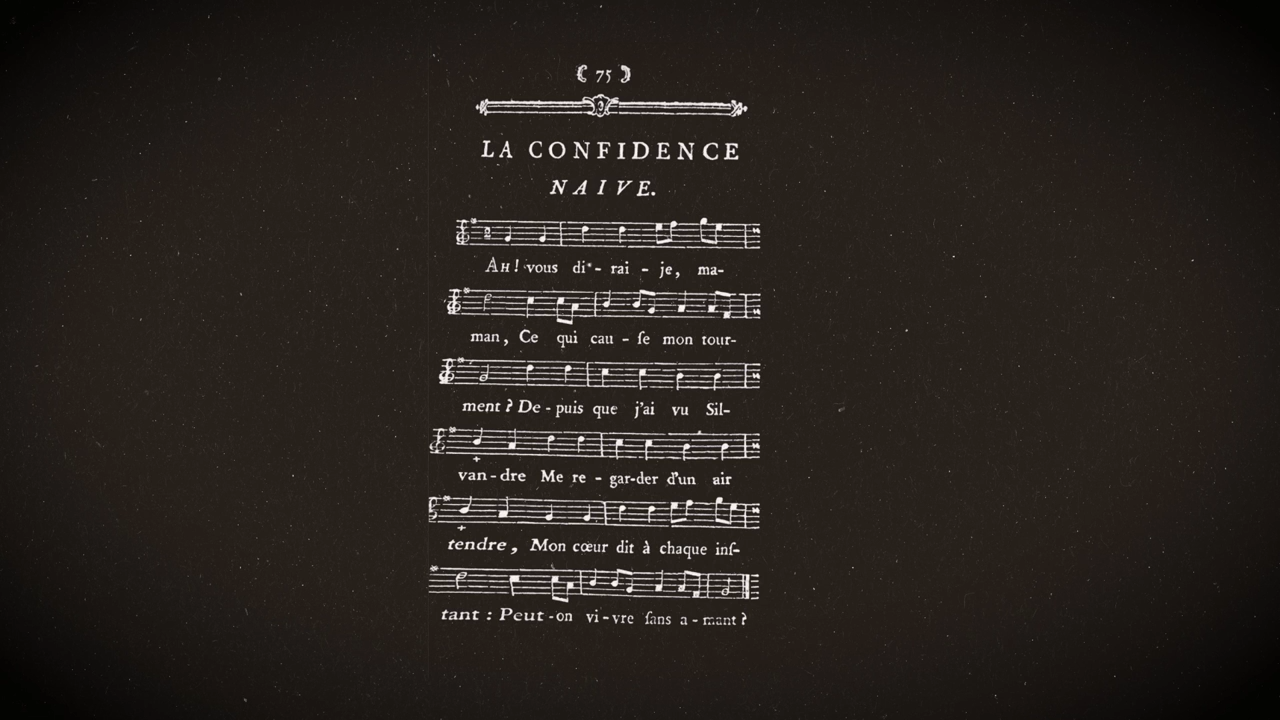 ( 75 )
LA CONFIDENCE
NAIVE.
AH! vous di*- rai - je, ma-
man, Ce qui cau - ſe mon tour-
ment? De - puis que j'ai vu Sil-
van - dre Me re - gar-der d'un air
tendre, Mon cœur dit à chaque inſ-
tant : Peut -on vi - vre ſans a - mant?